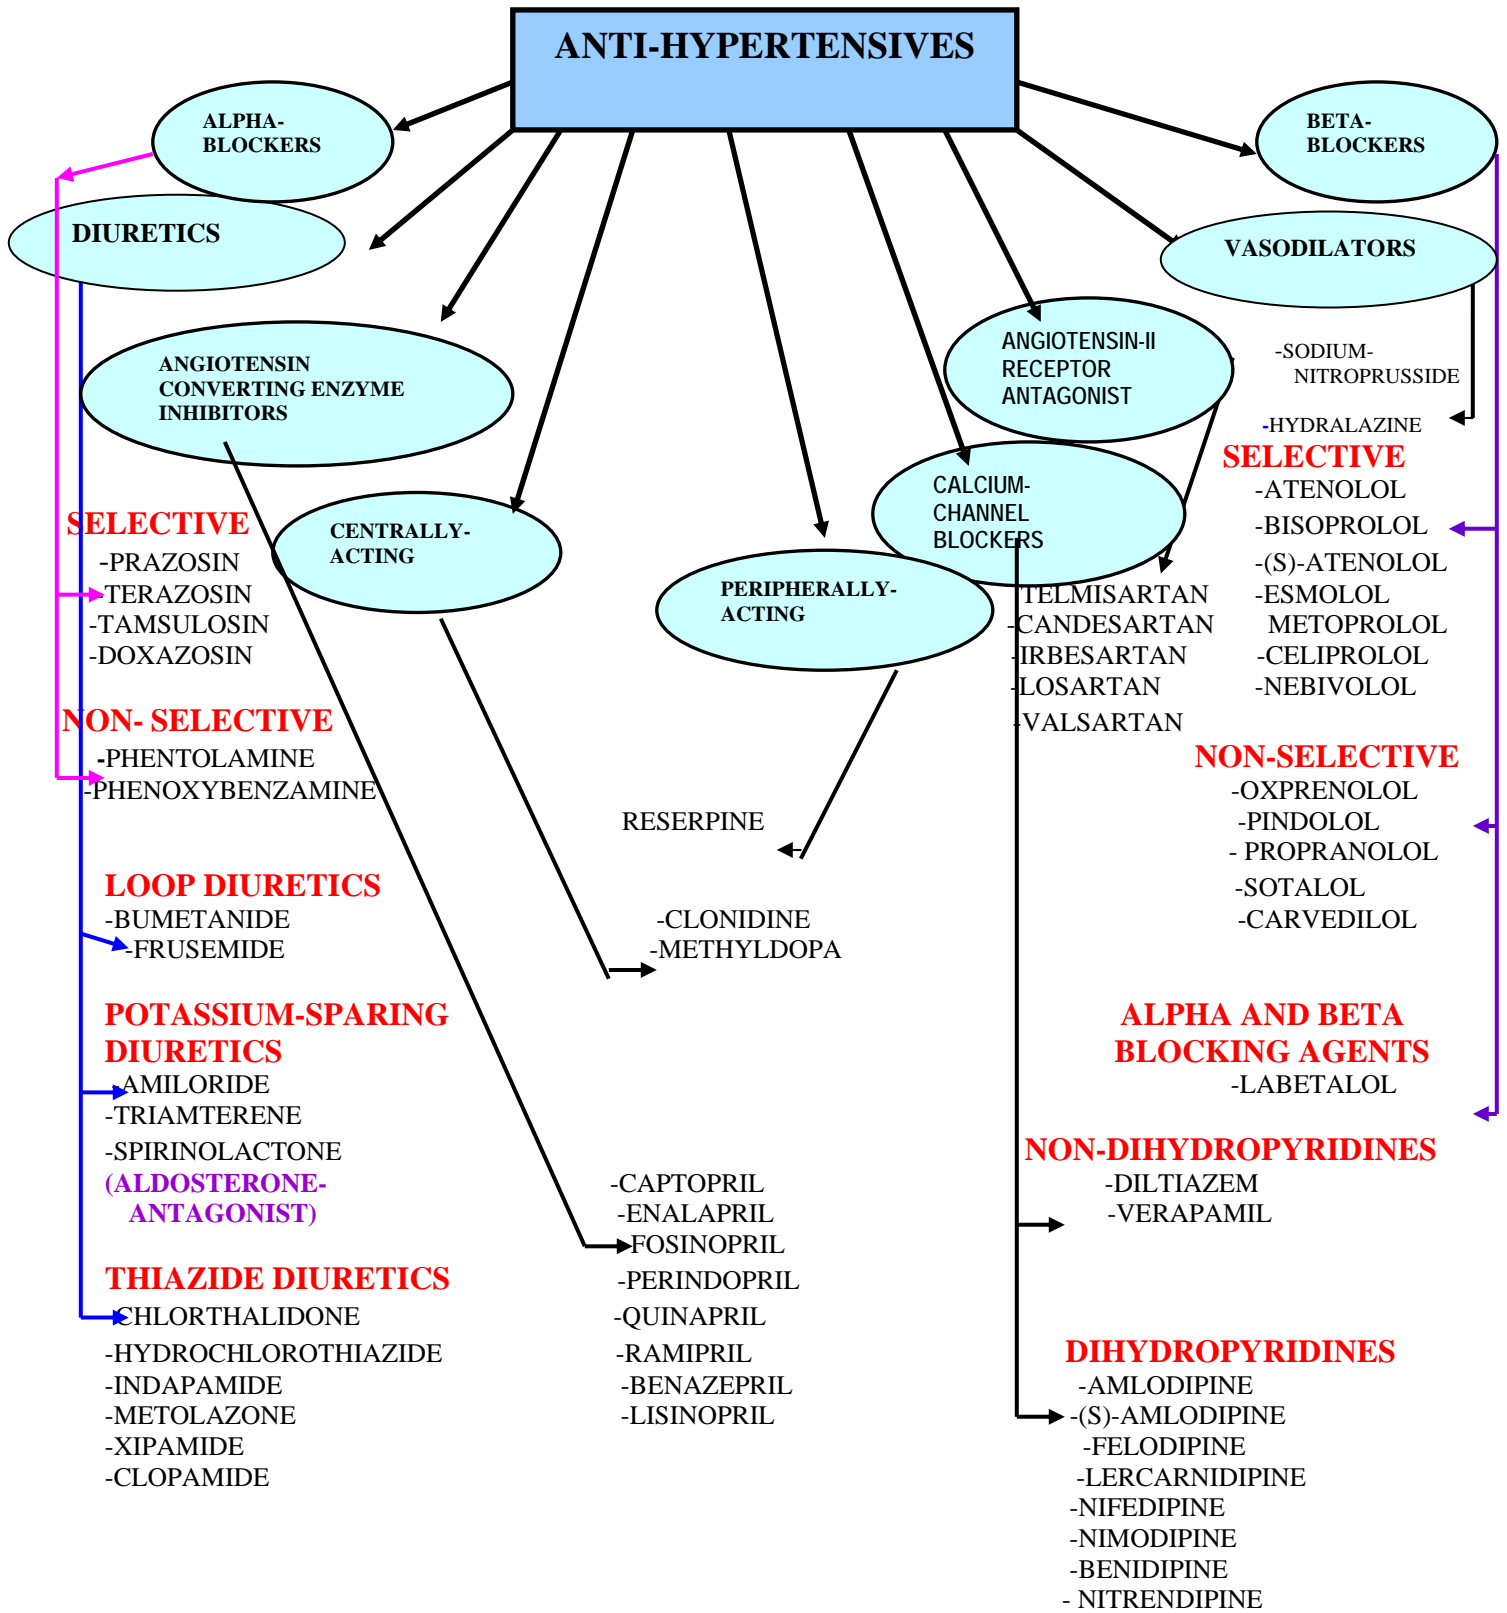 ANTI-HYPERTENSIVES
ALPHA-
BLOCKERS
BETA-
BLOCKERS
DIURETICS
VASODILATORS
ANGIOTENSIN
CONVERTING ENZYME
INHIBITORS
ANGIOTENSIN-II
RECEPTOR
ANTAGONIST
-SODIUM-
NITROPRUSSIDE
-HYDRALAZINE
CENTRALLY-
ACTING
PERIPHERALLY-
ACTING
CALCIUM-
CHANNEL
BLOCKERS
SELECTIVE
-PRAZOSIN
-TERAZOSIN
-TAMSULOSIN
-DOXAZOSIN
NON- SELECTIVE
-PHENTOLAMINE
-PHENOXYBENZAMINE
LOOP DIURETICS
-BUMETANIDE
-FRUSEMIDE
POTASSIUM-SPARING
DIURETICS
-AMILORIDE
-TRIAMTERENE
-SPIRINOLACTONE
(ALDOSTERONE-
ANTAGONIST)
THIAZIDE DIURETICS
CHLORTHALIDONE
-HYDROCHLOROTHIAZIDE
-INDAPAMIDE
-METOLAZONE
-XIPAMIDE
-CLOPAMIDE
RESERPINE
-CLONIDINE
-METHYLDOPA
-CAPTOPRIL
-ENALAPRIL
FOSINOPRIL
-PERINDOPRIL
-QUINAPRIL
-RAMIPRIL
-BENAZEPRIL
-LISINOPRIL
-TELMISARTAN
-CANDESARTAN
-IRBESARTAN
-LOSARTAN
-VALSARTAN
SELECTIVE
-ATENOLOL
-BISOPROLOL
-(S)-ATENOLOL
-ESMOLOL
METOPROLOL
-CELIPROLOL
-NEBIVOLOL
NON-SELECTIVE
-OXPRENOLOL
-PINDOLOL
- PROPRANOLOL
-SOTALOL
-CARVEDILOL
ALPHA AND BETA
BLOCKING AGENTS
-LABETALOL
NON-DIHYDROPYRIDINES
-DILTIAZEM
-VERAPAMIL
DIHYDROPYRIDINES
-AMLODIPINE
-(S)-AMLODIPINE
-FELODIPINE
-LERCARNIDIPINE
-NIFEDIPINE
-NIMODIPINE
-BENIDIPINE
- NITRENDIPINE